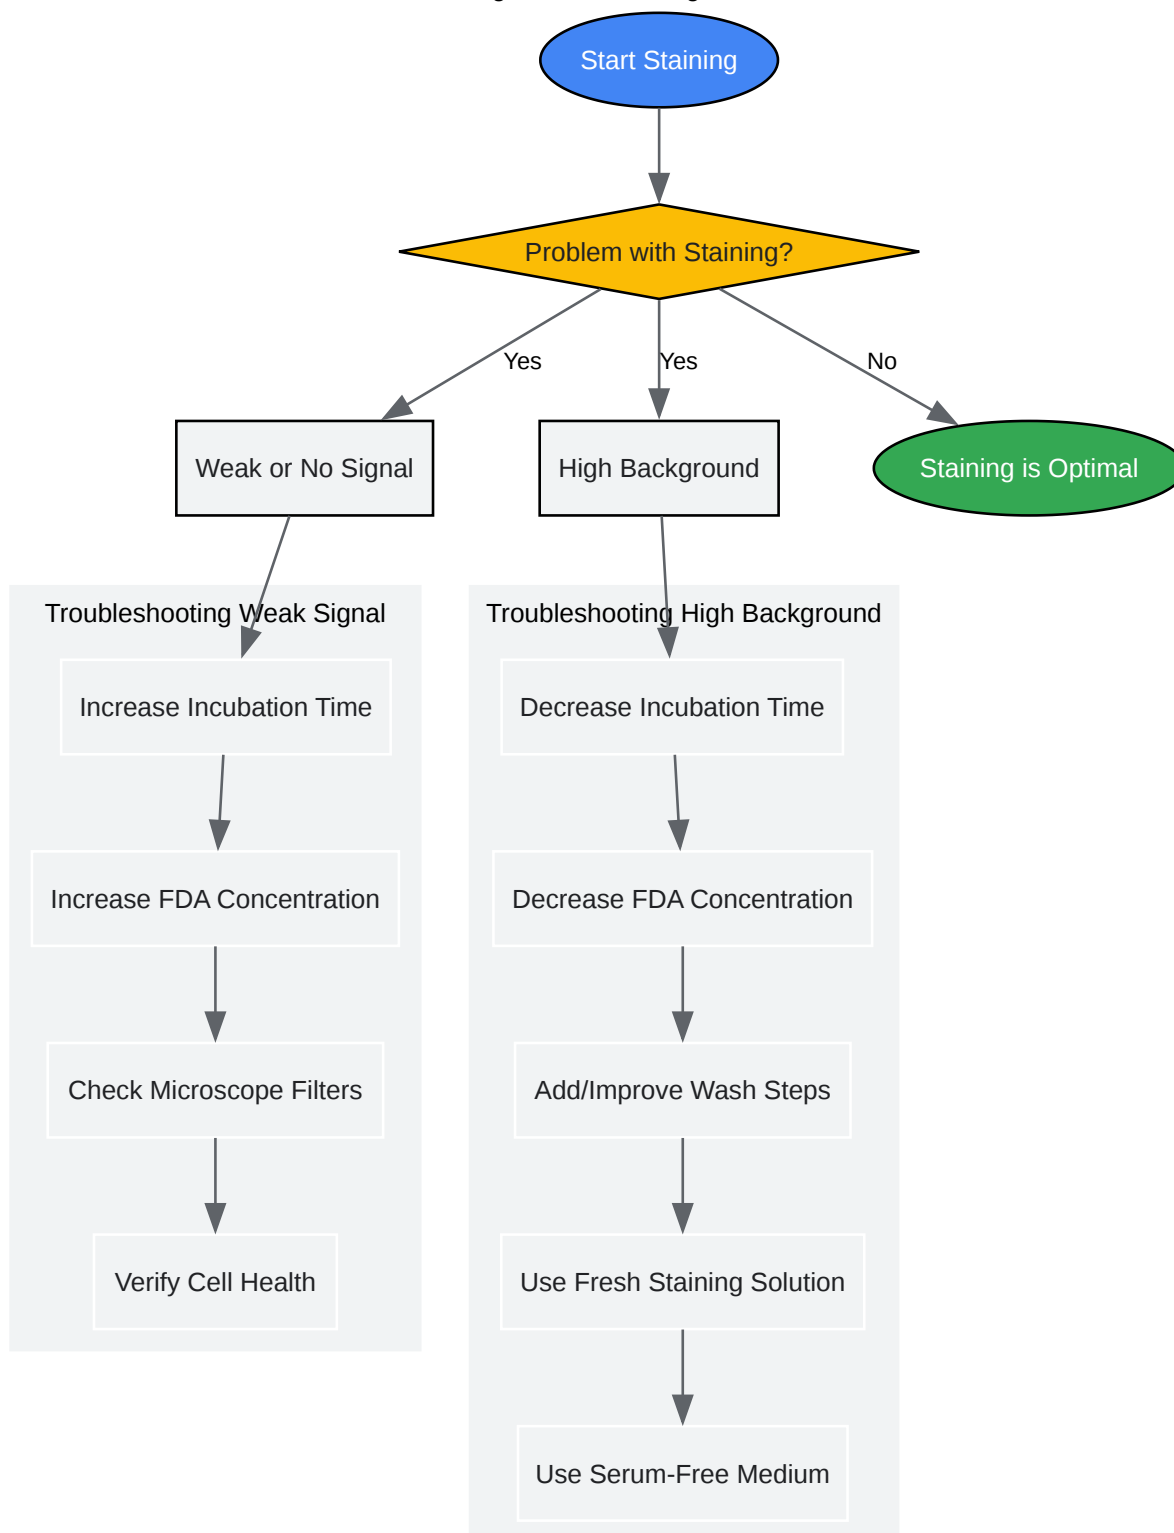 Start Staining
Problem with Staining?
Yes
Yes
No
Weak or No Signal
High Background
Staining is Optimal
Troubleshooting Weak Signal
Troubleshooting High Background
Increase Incubation Time
Decrease Incubation Time
Increase FDA Concentration
Decrease FDA Concentration
Check Microscope Filters
Add/Improve Wash Steps
Verify Cell Health
Use Fresh Staining Solution
Use Serum-Free Medium